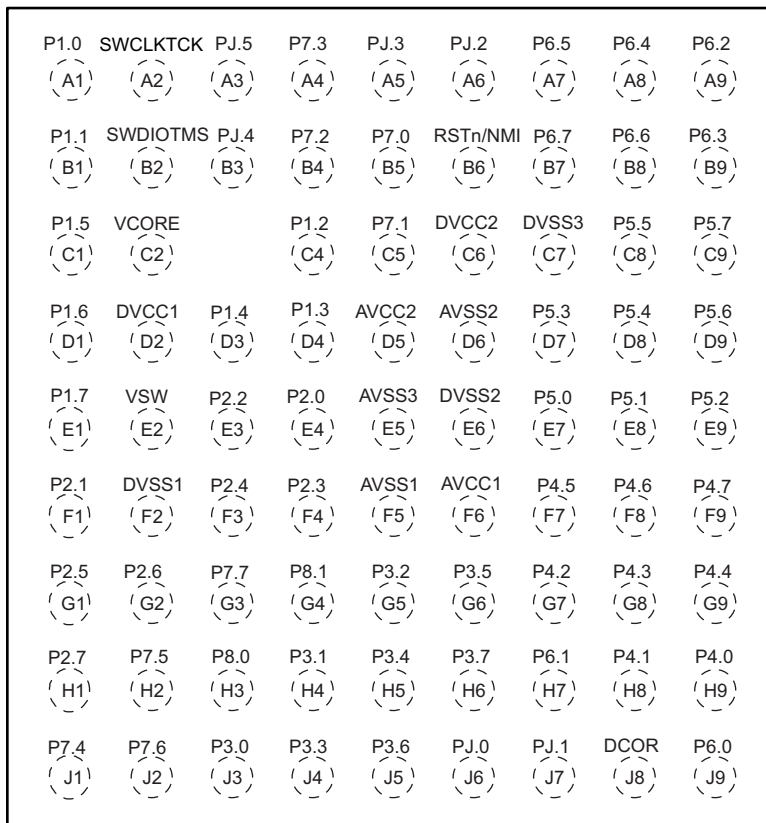 P1.0 SWCLKTCK PJ.5 P7.3 PJ.3 PJ.2 P6.5 P6.4 P6.2
A1 A2 A3 A4 A5 A6 A7 A8 A9
P1.1 SWDIOTMS PJ.4 P7.2 P7.0 RSTn/NMI P6.7 P6.6 P6.3
B1 B2 B3 B4 B5 B6 B7 B8 B9
P1.5 VCORE P1.2 P7.1 DVCC2 DVSS3 P5.5 P5.7
C1 C2 C4 C5 C6 C7 C8 C9
P1.6 DVCC1 P1.4 P1.3 AVCC2 AVSS2 P5.3 P5.4 P5.6
D1 D2 D3 D4 D5 D6 D7 D8 D9
P1.7 VSW P2.2 P2.0 AVSS3 DVSS2 P5.0 P5.1 P5.2
E1 E2 E3 E4 E5 E6 E7 E8 E9
P2.1 DVSS1 P2.4 P2.3 AVSS1 AVCC1 P4.5 P4.6 P4.7
F1 F2 F3 F4 F5 F6 F7 F8 F9
P2.5 P2.6 P7.7 P8.1 P3.2 P3.5 P4.2 P4.3 P4.4
G1 G2 G3 G4 G5 G6 G7 G8 G9
P2.7 P7.5 P8.0 P3.1 P3.4 P3.7 P6.1 P4.1 P4.0
H1 H2 H3 H4 H5 H6 H7 H8 H9
P7.4 P7.6 P3.0 P3.3 P3.6 PJ.0 PJ.1 DCOR P6.0
J1 J2 J3 J4 J5 J6 J7 J8 J9